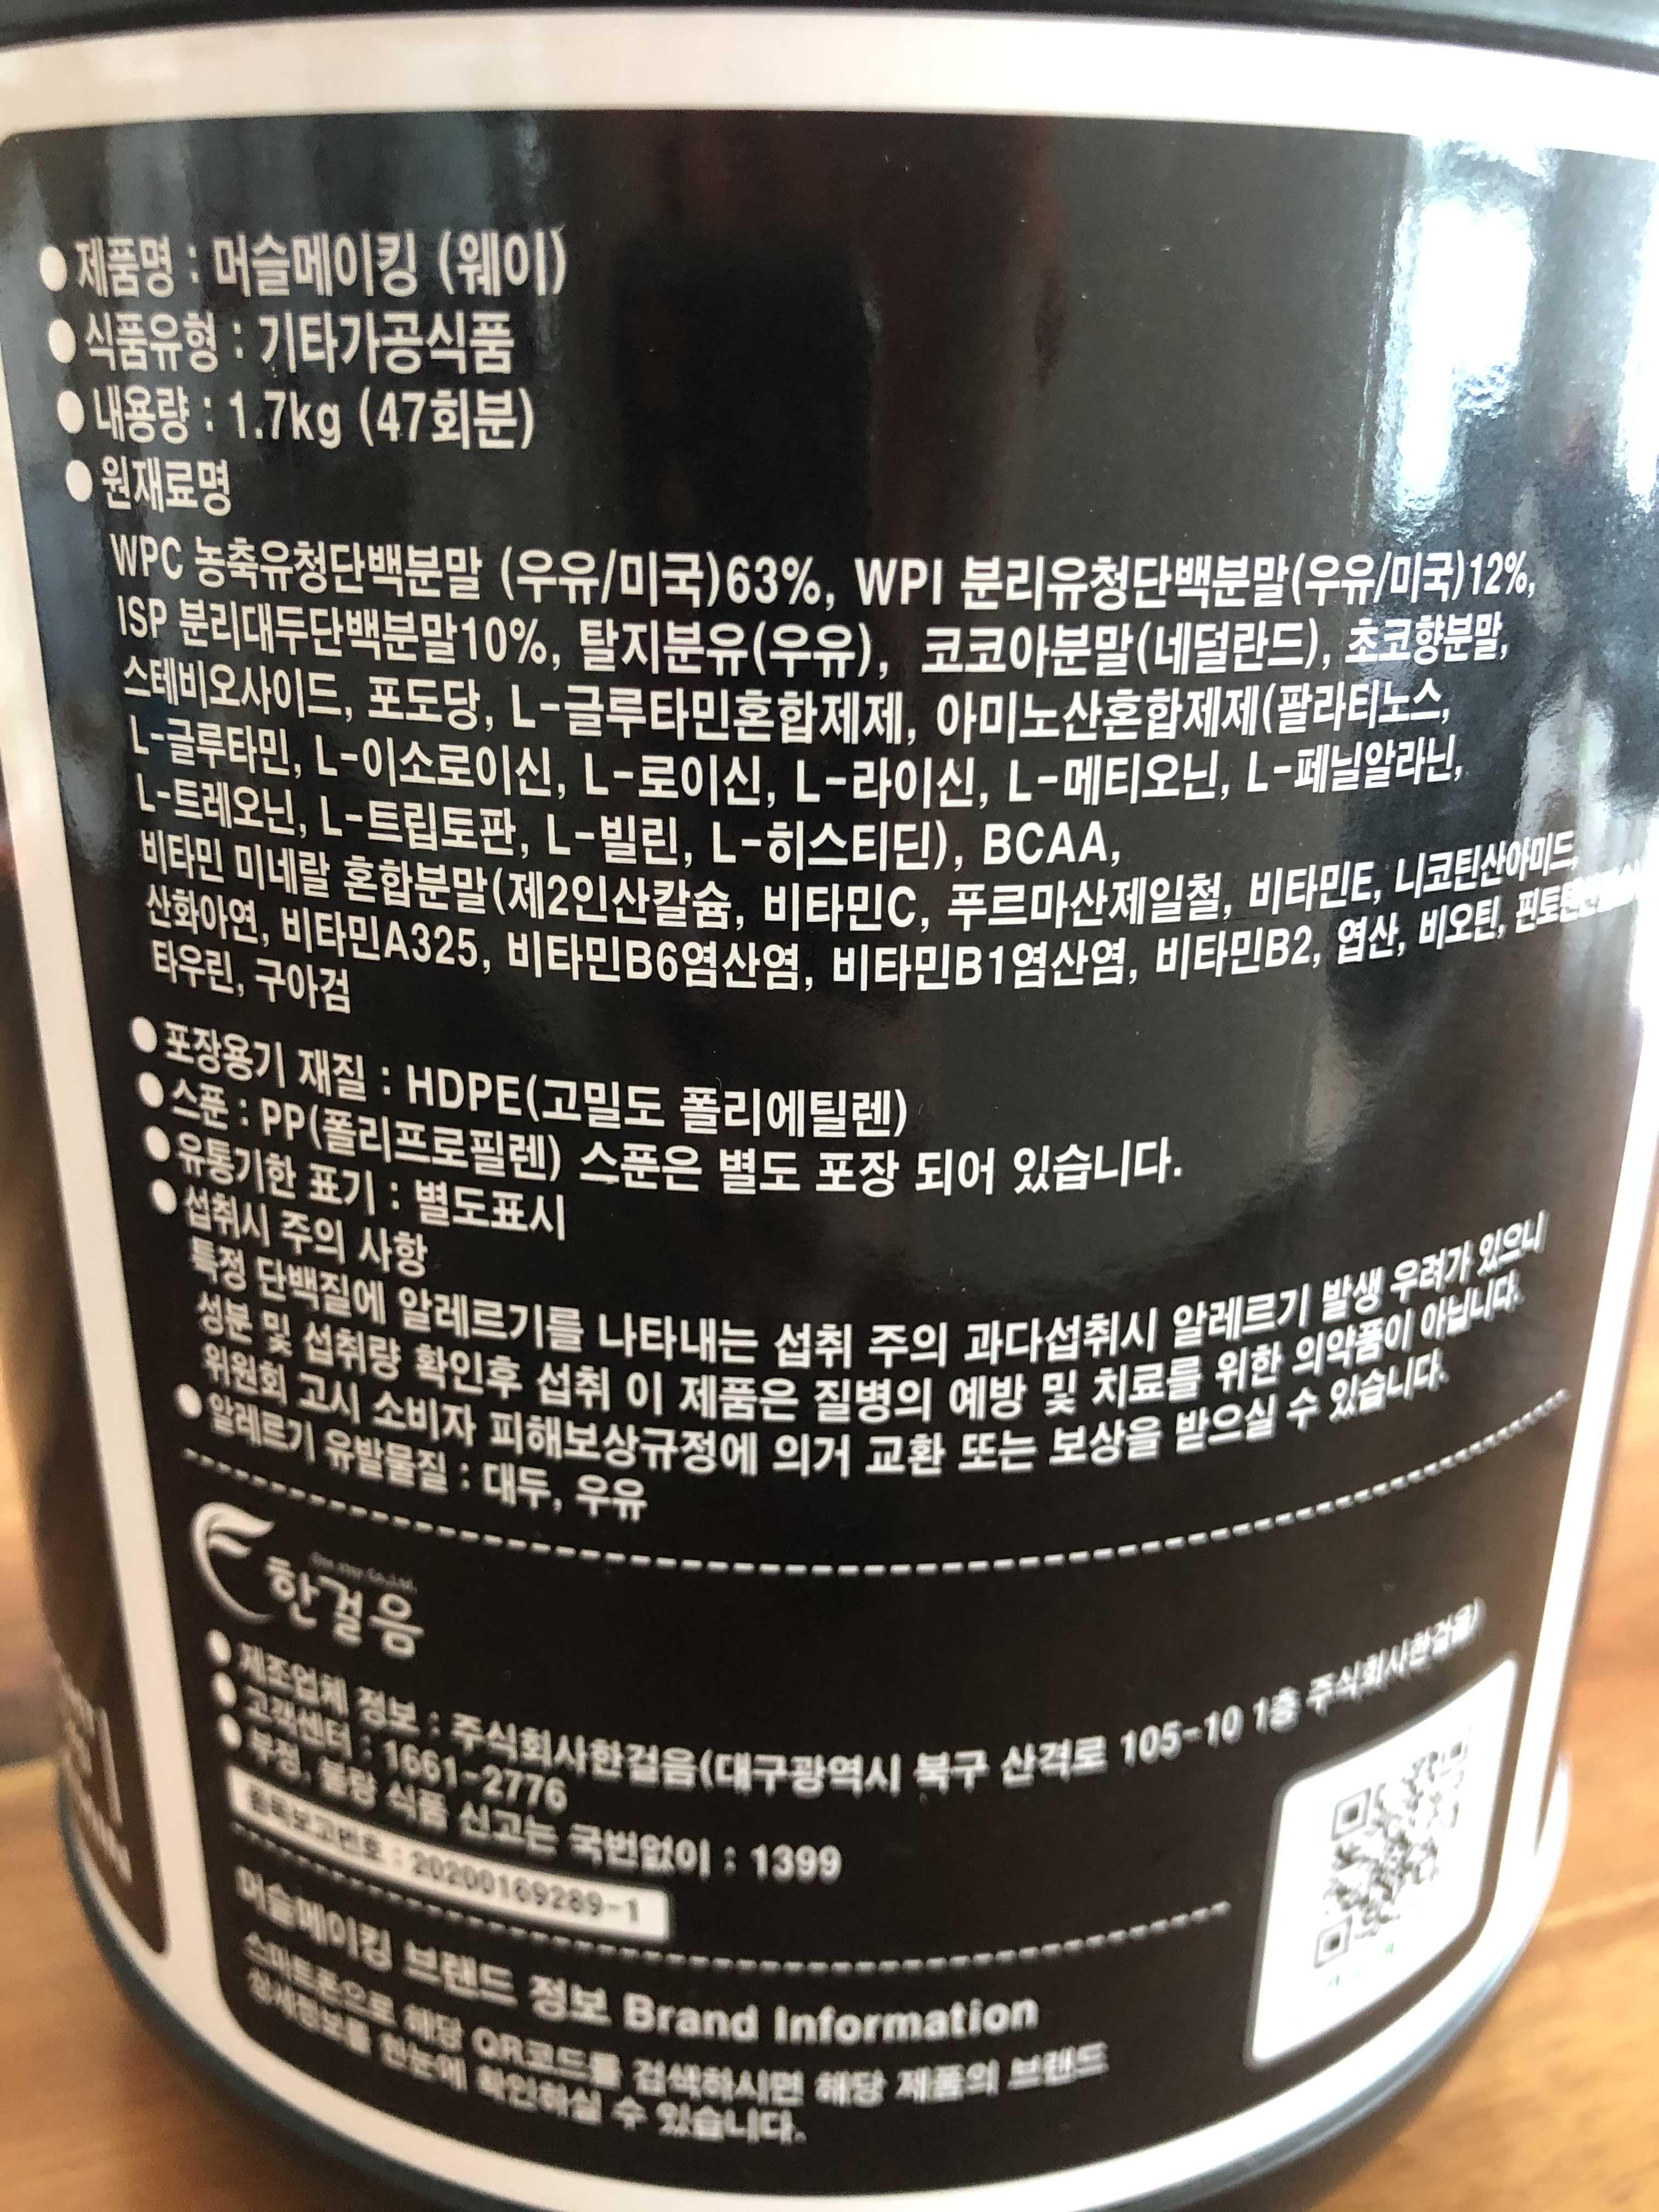 ● 제품명 : 머슬메이킹 (웨이)
● 식품유형 : 기타가공식품
● 내용량 : 1.7kg (47회분)
● 원재료명
WPC 농축유청단백분말 (우유/미국)63%, WPI 분리유청단백분말(우유/미국)12%,
ISP 분리대두단백분말10%, 탈지분유(우유), 코코아분말(네덜란드), 초코향분말,
스테비오사이드, 포도당, L-글루타민혼합제제, 아미노산혼합제제(팔라티노스,
L-글루타민, L-이소로이신, L-로이신, L-라이신, L-메티오닌, L-페닐알라닌,
L-트레오닌, L-트립토판, L-빌린, L-히스티딘), BCAA,
비타민 미네랄 혼합분말(제2인산칼슘, 비타민C, 푸르마산제일철, 비타민E, 니코틴산아미드,
산화아연, 비타민A325, 비타민B6염산염, 비타민B1염산염, 비타민B2, 엽산, 비오틴,
타우린, 구아검
● 포장용기 재질 : HDPE(고밀도 폴리에틸렌)
● 스푼 : PP(폴리프로필렌) 스푼은 별도 포장 되어 있습니다.
● 유통기한 표기 : 별도표시
● 섭취시 주의 사항
특정 단백질에 알레르기를 나타내는 섭취 주의 과다섭취시 알레르기 발생 우려가 있으니
성분 및 섭취량 확인후 섭취 이 제품은 질병의 예방 및 치료를 위한 의약품이 아닙니다.
위원회 고시 소비자 피해보상규정에 의거 교환 또는 보상을 받으실 수 있습니다.
● 알레르기 유발물질 : 대두, 우유
한걸음
● 제조업체 정보 : 주식회사한걸음(대구광역시 북구 산격로 105-10 1층 주식회사한걸음)
● 고객센터 : 1661-2776
● 부정, 불량 식품 신고는 국번없이 : 1399
품목보고번호 : 20200169289-1
머슬메이킹 브랜드 정보 Brand Information
스마트폰으로 해당 QR코드를 검색하시면 해당 제품의 브랜드
상세정보를 한눈에 확인하실 수 있습니다.